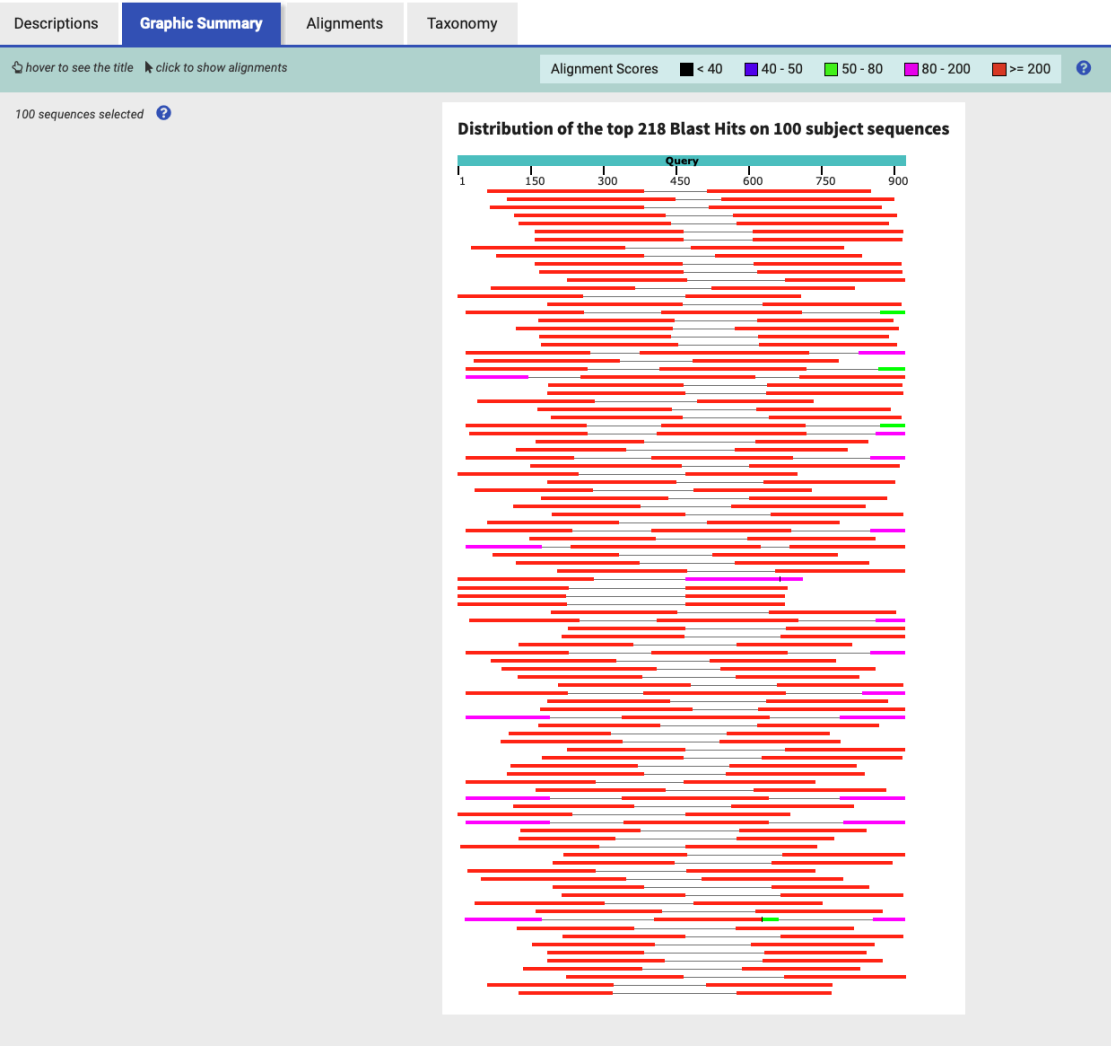 Descriptions Graphic Summary Alignments Taxonomy
hover to see the title click to show alignments Alignment Scores < 40 40 - 50 50 - 80 80 - 200 >= 200 ?
100 sequences selected ?
Distribution of the top 218 Blast Hits on 100 subject sequences
Query
1 150 300 450 600 750 900